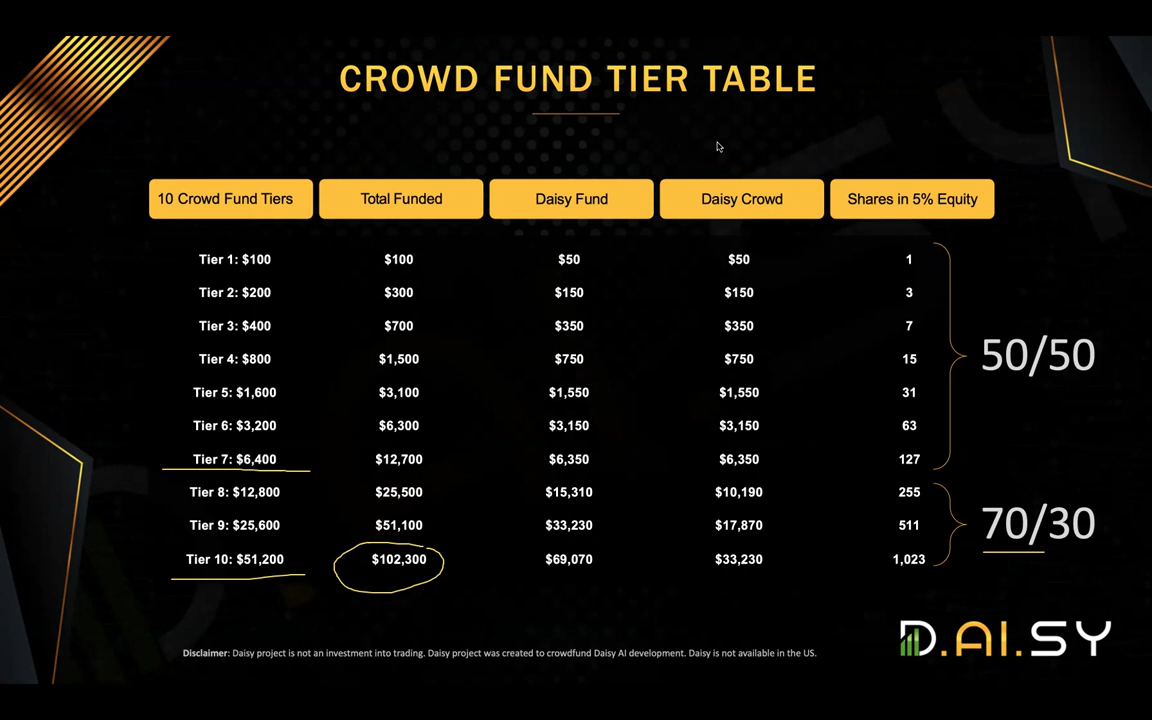 CROWD FUND TIER TABLE
10 Crowd Fund Tiers Total Funded Daisy Fund Daisy Crowd Shares in 5% Equity
Tier 1: $100 $100 $50 $50 1
Tier 2: $200 $300 $150 $150 3
Tier 3: $400 $700 $350 $350 7
Tier 4: $800 $1,500 $750 $750 15
50/50
Tier 5: $1,600 $3,100 $1,550 $1,550 31
Tier 6: $3,200 $6,300 $3,150 $3,150 63
Tier 7: $6,400 $12,700 $6,350 $6,350 127
Tier 8: $12,800 $25,500 $15,310 $10,190 255
Tier 9: $25,600 $51,100 $33,230 $17,870 511
70/30
Tier 10: $51,200 $102,300 $69,070 $33,230 1,023
D.AI.SY
Disclaimer: Daisy project is not an investment into trading. Daisy project was created to crowdfund Daisy AI development. Daisy is not available in the US.